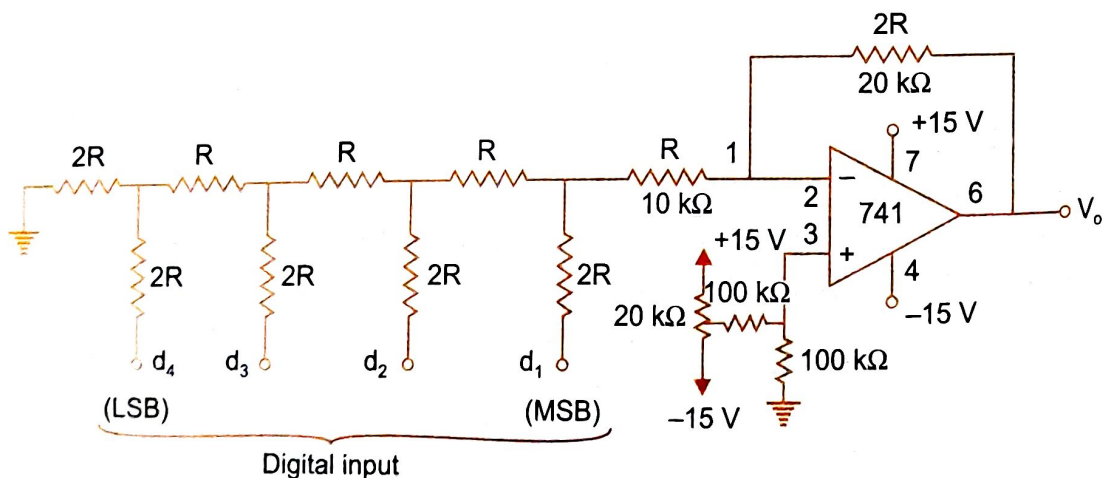 2R
20 kΩ
+15 V
2R
R
R
R
R
1
7
10 kΩ
2
−
741
6
V₀
3
+
4
–15 V
2R
2R
2R
2R
+15 V
100 kΩ
20 kΩ
100 kΩ
–15 V
d₄
d₃
d₂
d₁
(LSB)
(MSB)
Digital input